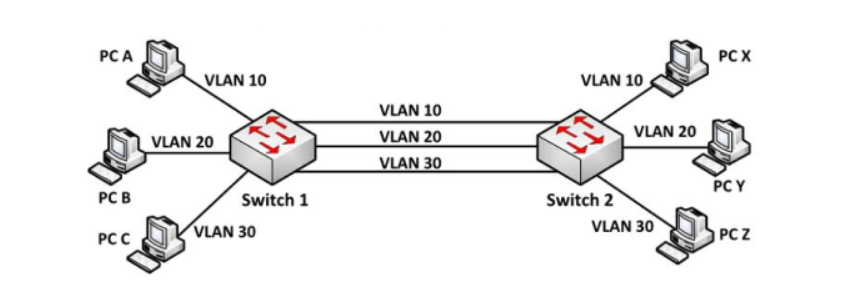 PC A
VLAN 10
VLAN 10
PC X
VLAN 10
VLAN 20
VLAN 20
VLAN 20
PC B
VLAN 30
PC Y
Switch 1
Switch 2
PC C
VLAN 30
VLAN 30
PC Z